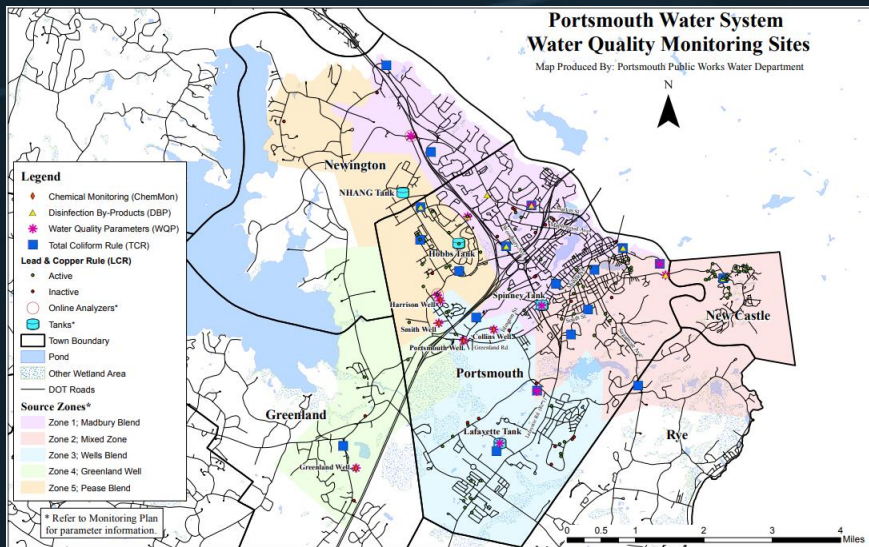 Portsmouth Water System
Water Quality Monitoring Sites
Map Produced By: Portsmouth Public Works Water Department
N
Newington
NHANG Tank
Legend
Chemical Monitoring (ChemMon)
Disinfection By-Products (DBP)
Water Quality Parameters (WQP)
Total Coliform Rule (TCR)
Lead & Copper Rule (LCR)
Active
Inactive
Online Analyzers*
Tanks*
Town Boundary
Pond
Other Wetland Area
DOT Roads
Source Zones*
Zone 1; Madbury Blend
Zone 2; Mixed Zone
Zone 3; Wells Blend
Zone 4; Greenland Well
Zone 5; Pease Blend
* Refer to Monitoring Plan
for parameter information.
Hobbs Tank
Spinney Tank
New Castle
Harrison Well
Smith Well
Collins Well
Portsmouth Well
Greenland Rd.
Portsmouth
Greenland
Lafayette Tank
Rye
Greenland Well
0 0.5 1 2 3 4
Miles